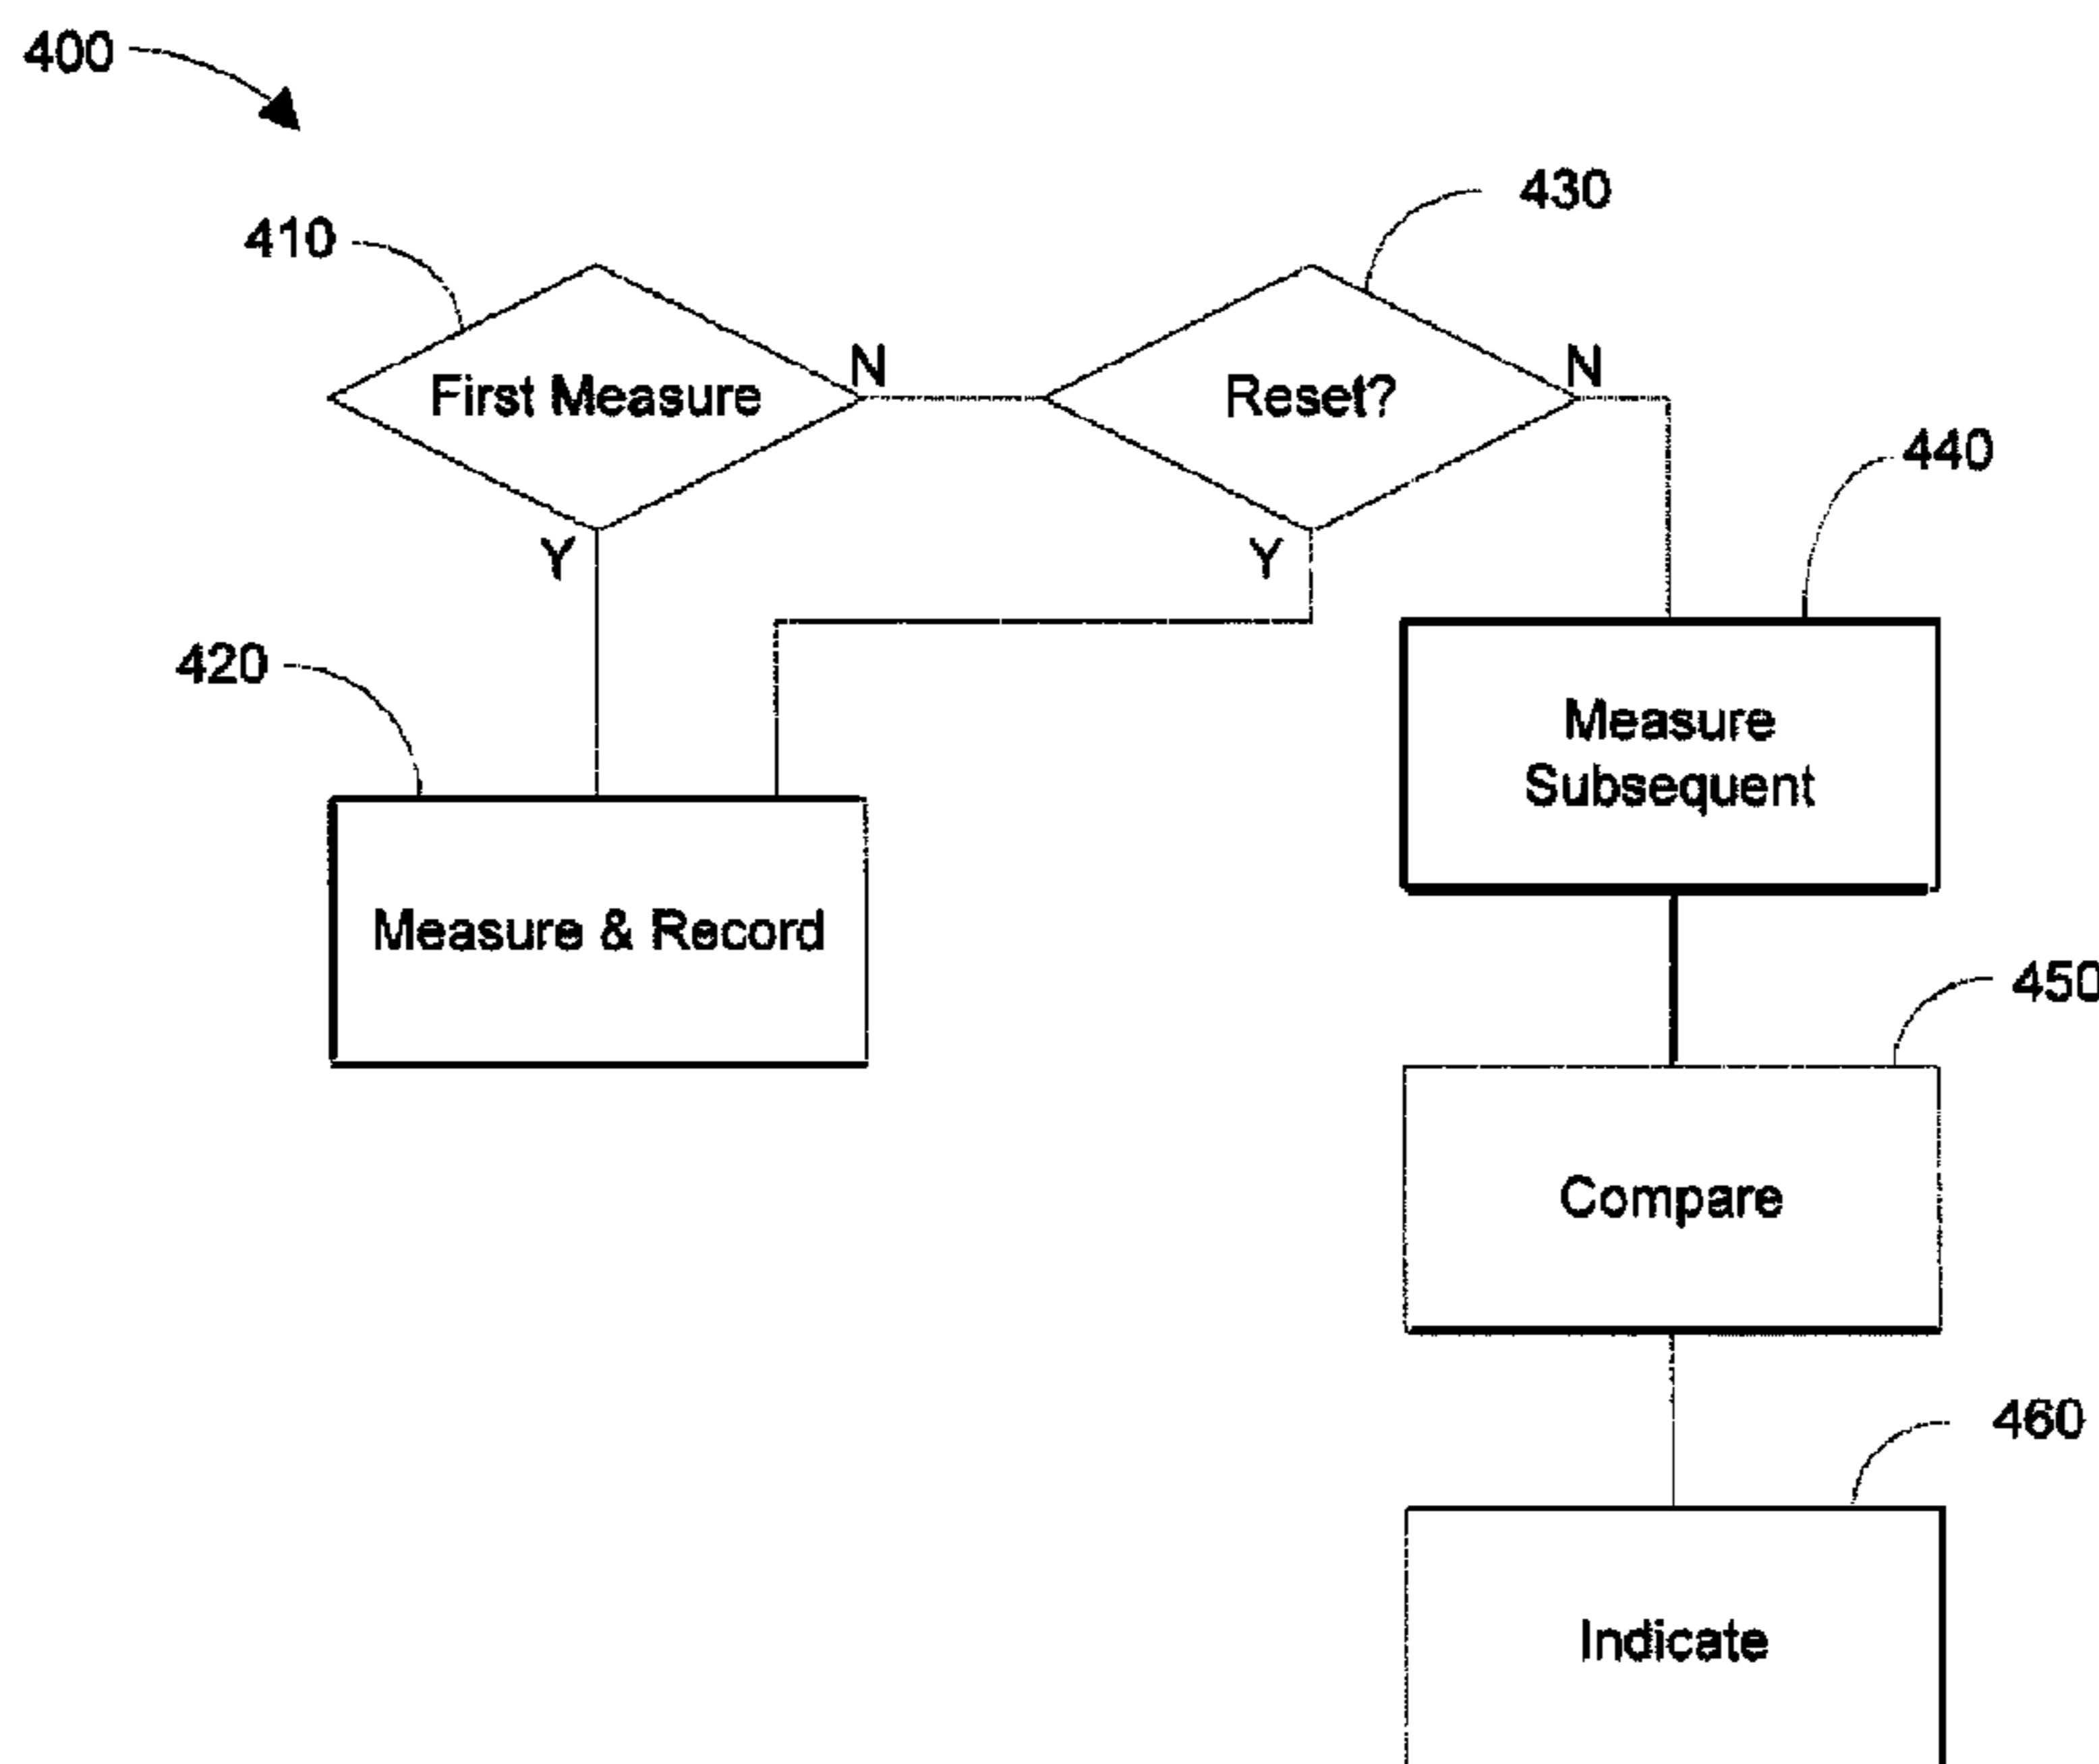 400
430
410
N
N
First Measure
Reset?
440
Y
Y
420
Measure
Subsequent
Measure & Record
450
Compare
460
Indicate